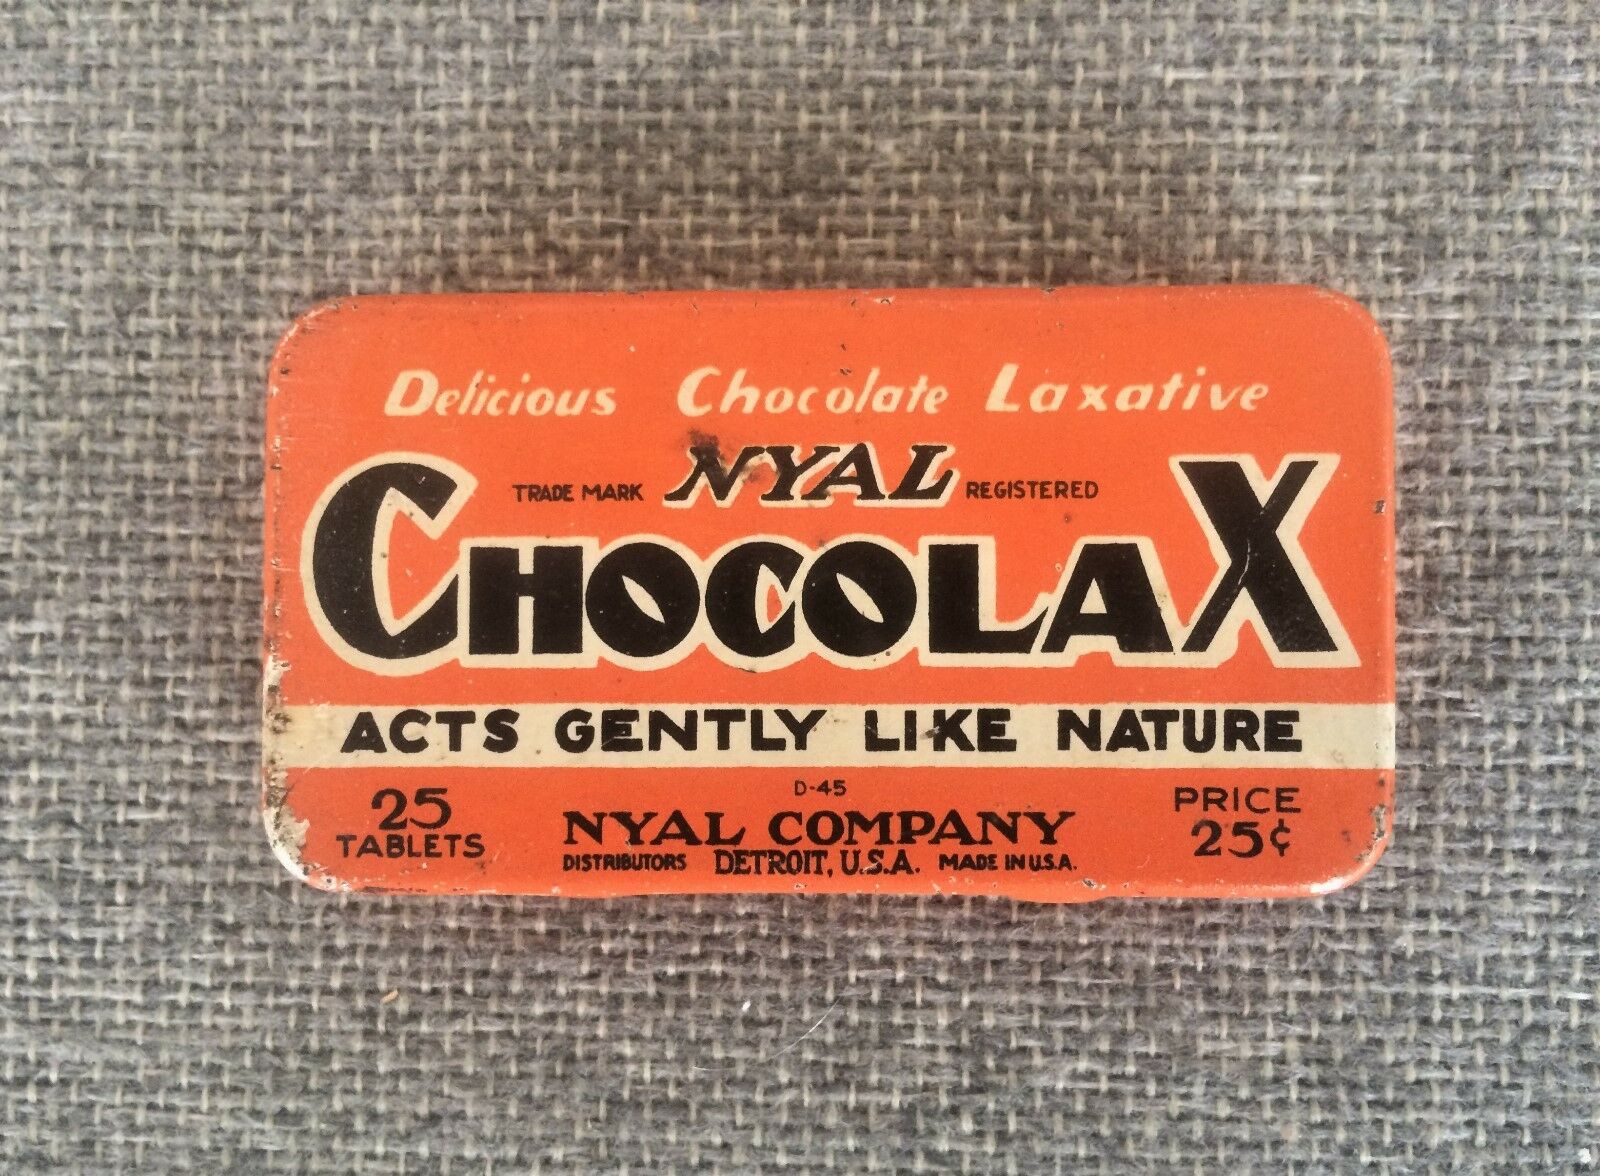 Delicious Chocolate Laxative
TRADE MARK NYAL REGISTERED
CHOCOLAX
ACTS GENTLY LIKE NATURE
25 TABLETS
D-45
NYAL COMPANY
DISTRIBUTORS DETROIT, U.S.A. MADE IN U.S.A.
PRICE 25¢